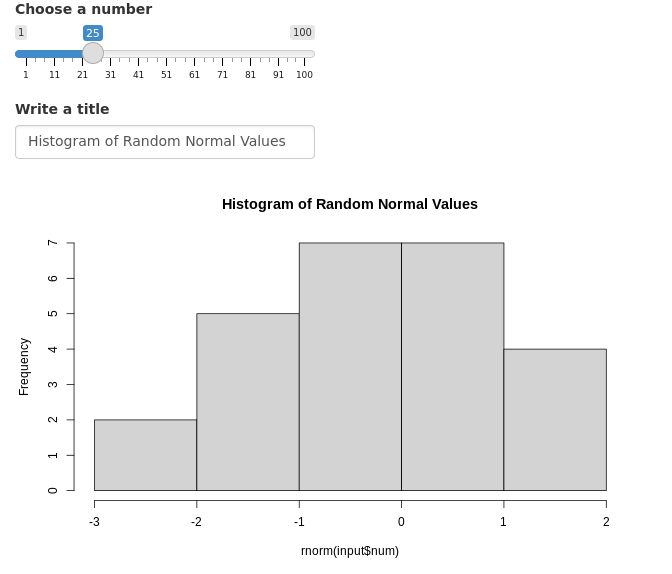 Choose a number
1 25 100
1 11 21 31 41 51 61 71 81 91 100
Write a title
Histogram of Random Normal Values
Histogram of Random Normal Values
7
6
5
4
3
2
1
0
Frequency
-3 -2 -1 0 1 2
rnorm(input$num)